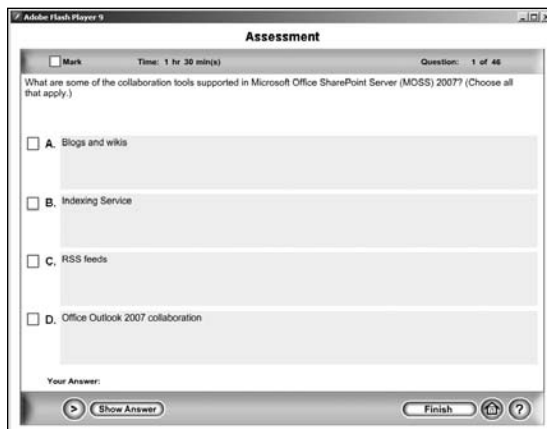 Adobe Flash Player 9
Assessment
Mark Time: 1 hr 30 min(s) Question: 1 of 46
What are some of the collaboration tools supported in Microsoft Office SharePoint Server (MOSS) 2007? (Choose all
that apply.)
A. Blogs and wikis
B. Indexing Service
C. RSS feeds
D. Office Outlook 2007 collaboration
Your Answer:
> Show Answer Finish ?